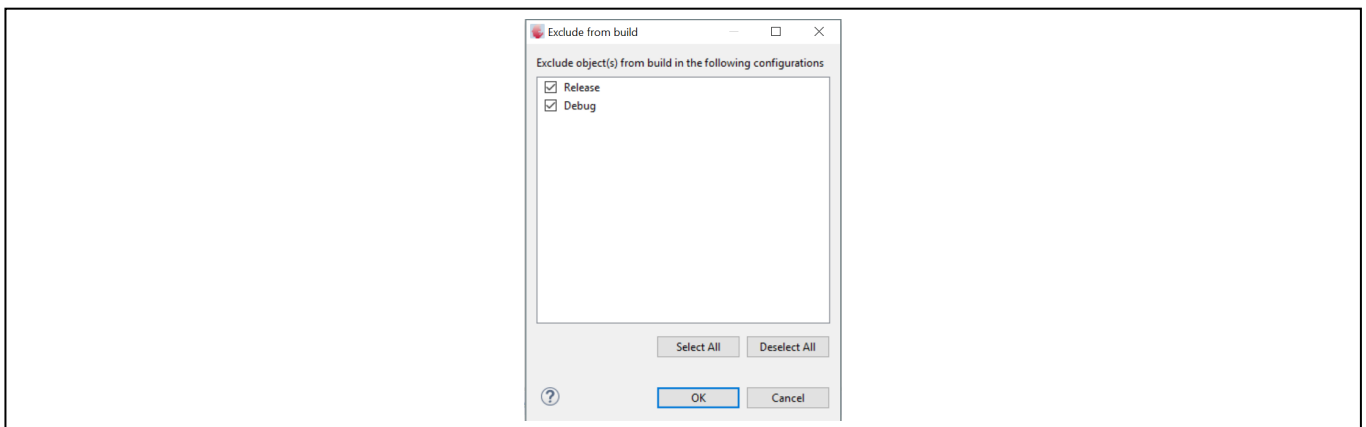 Exclude from build
Exclude object(s) from build in the following configurations
Release
Debug
Select All Deselect All
? OK Cancel